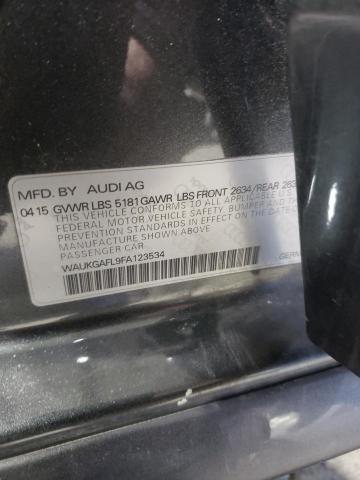 MFD. BY AUDI AG
04 15 GVWR LBS 5181 GAWR LBS FRONT 2634/REAR
THIS VEHICLE CONFORMS TO ALL APPLICABLE
FEDERAL MOTOR VEHICLE SAFETY, BUMPER AND THEFT
PREVENTION STANDARDS IN EFFECT ON THE DATE OF
MANUFACTURE SHOWN ABOVE
PASSENGER CAR
WAUKGAFL9FA123534